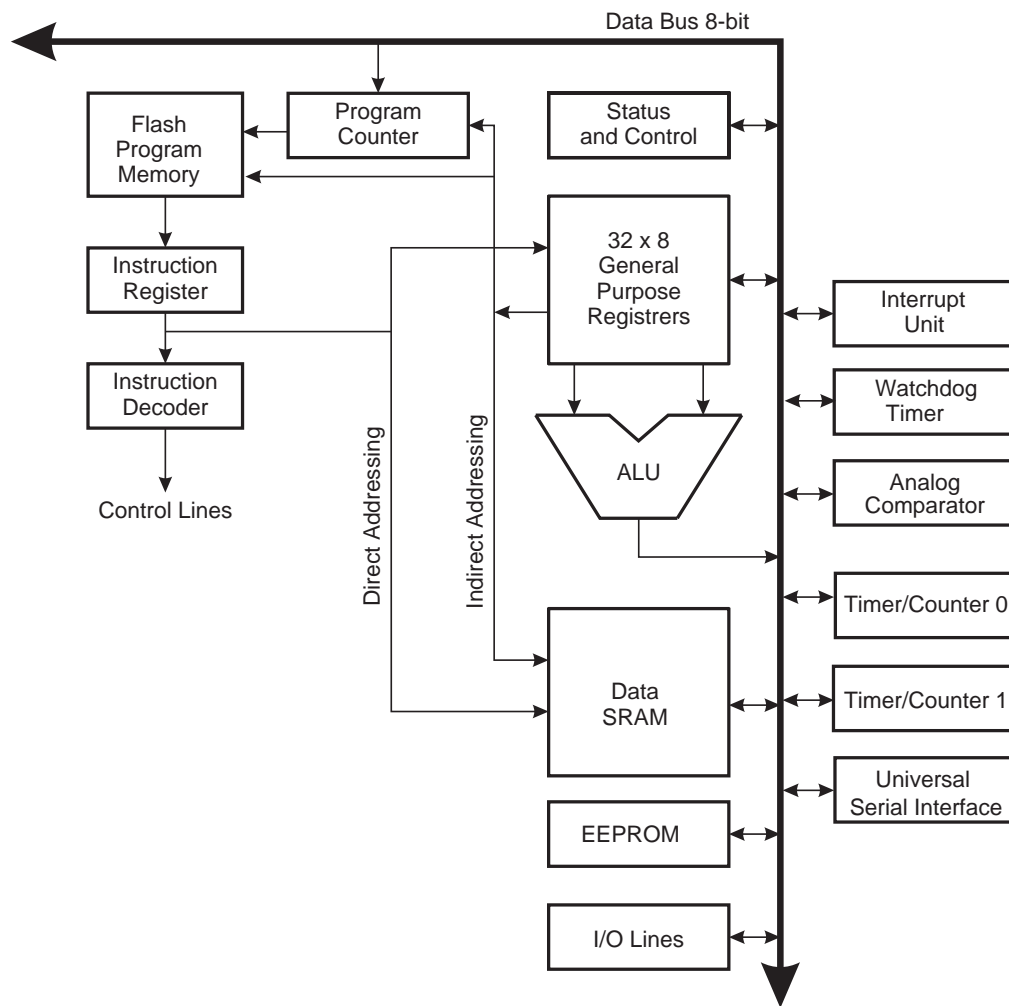 Data Bus 8-bit
Flash
Program
Memory
Program
Counter
Status
and Control
Instruction
Register
32 x 8
General
Purpose
Registrers
Interrupt
Unit
Instruction
Decoder
Watchdog
Timer
ALU
Analog
Comparator
Control Lines
Direct Addressing
Indirect Addressing
Timer/Counter 0
Data
SRAM
Timer/Counter 1
Universal
Serial Interface
EEPROM
I/O Lines